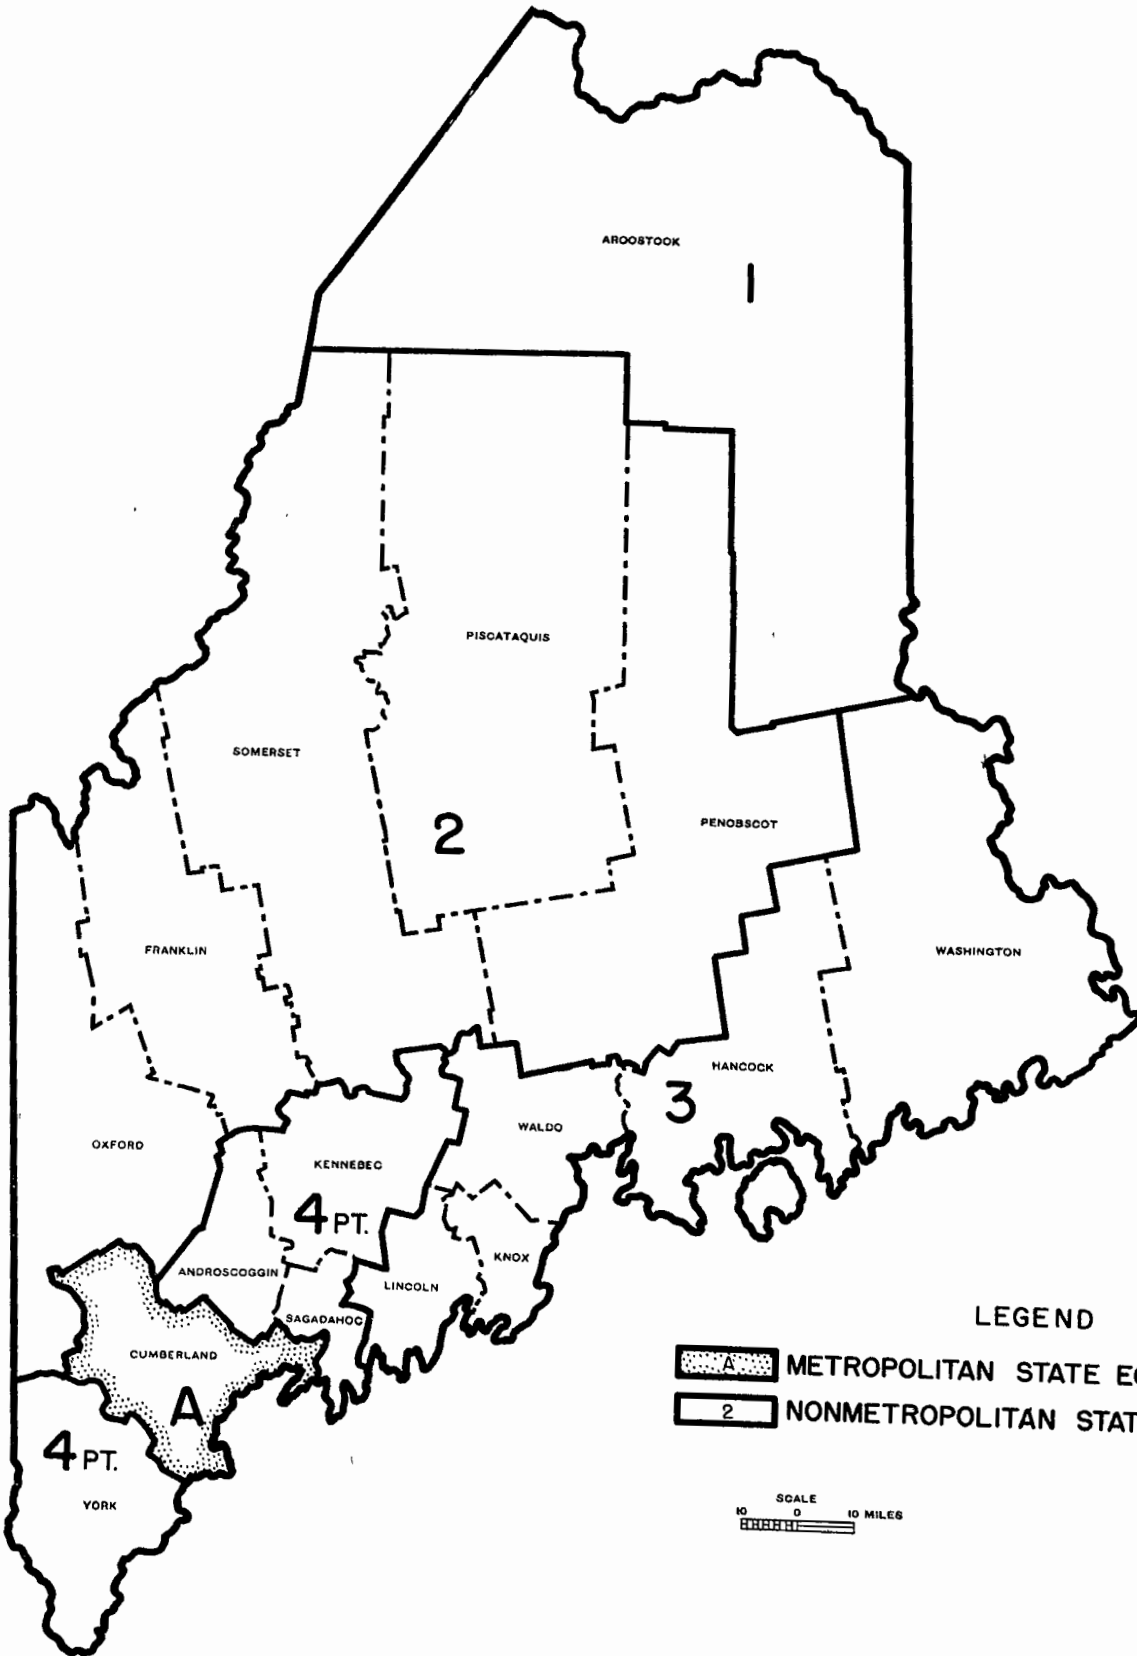 AROOSTOOK
1
PISCATAQUIS
SOMERSET
PENOBSCOT
2
FRANKLIN
WASHINGTON
HANCOCK
3
WALDO
OXFORD
KENNEBEC
4 PT.
KNOX
ANDROSCOGGIN
LINCOLN
SAGADAHOC
CUMBERLAND
A
4 PT.
YORK
LEGEND
A METROPOLITAN STATE
2 NONMETROPOLITAN
SCALE
10 0 10 MILES